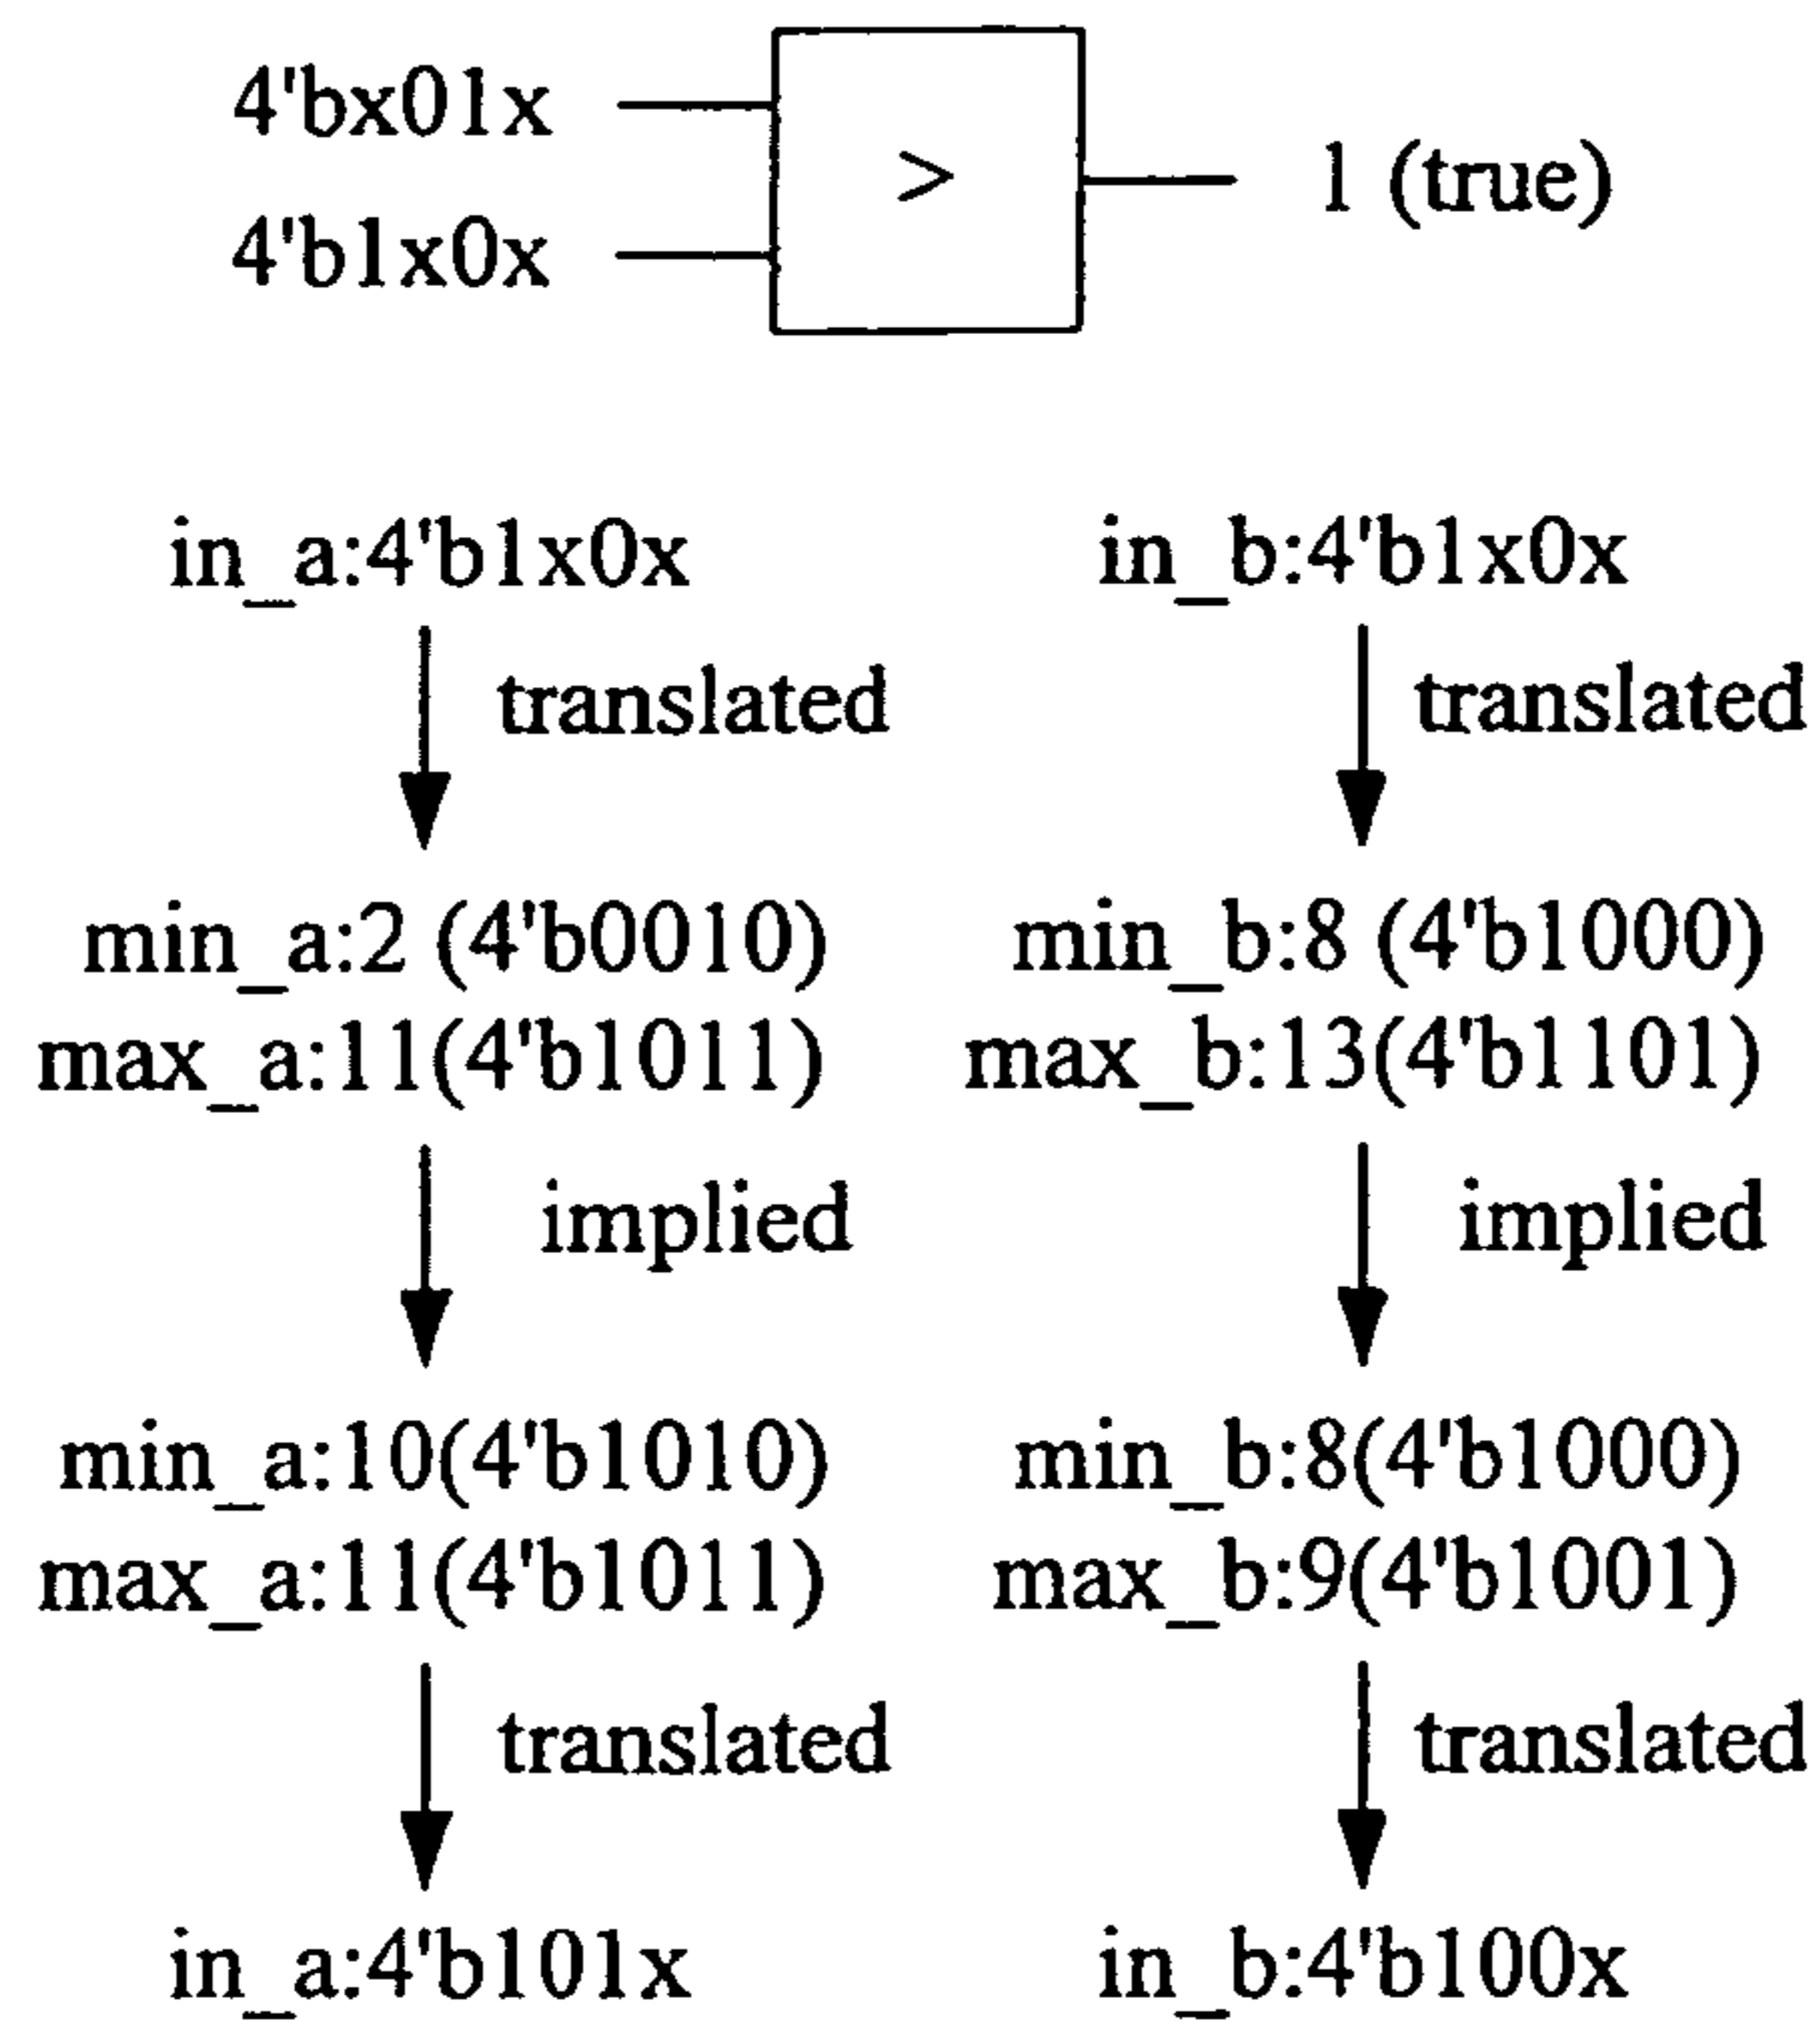 4'bx01x
>
1 (true)
4'b1x0x
in_a:4'b1x0x
in_b:4'b1x0x
translated
translated
min_a:2 (4'b0010)
min_b:8 (4'b1000)
max_a:11(4'b1011)
max_b:13(4'b1101)
implied
implied
min_a:10(4'b1010)
min_b:8(4'b1000)
max_a:11(4'b1011)
max_b:9(4'b1001)
translated
translated
in_a:4'b101x
in_b:4'b100x